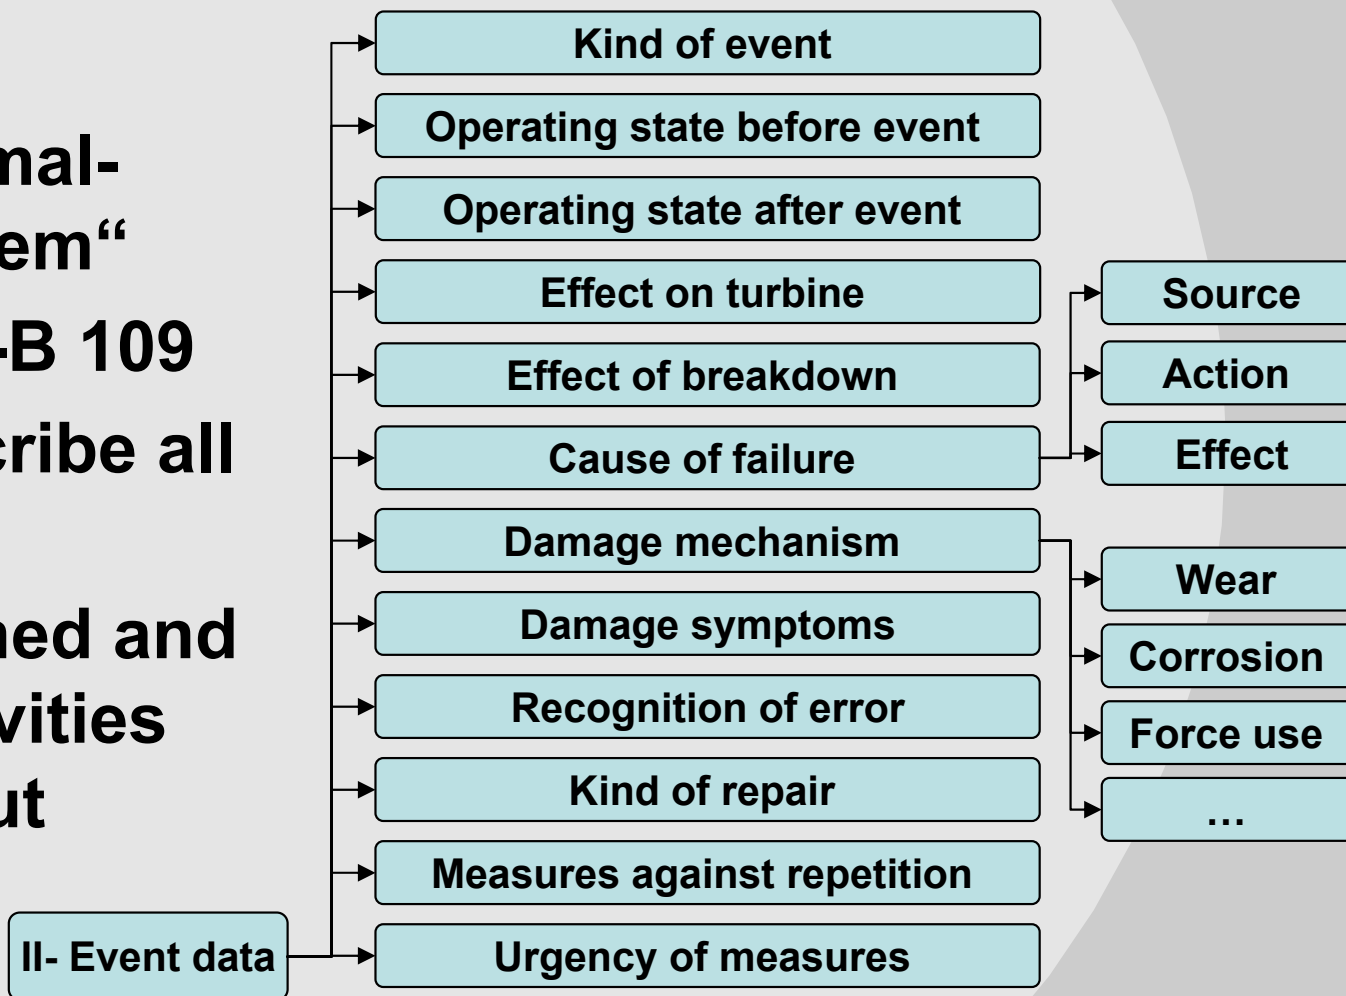 mal-
em“
-B 109
cribe all
ned and
vities
ut
II- Event data
Kind of event
Operating state before event
Operating state after event
Effect on turbine
Effect of breakdown
Cause of failure
Damage mechanism
Damage symptoms
Recognition of error
Kind of repair
Measures against repetition
Urgency of measures
Source
Action
Effect
Wear
Corrosion
Force use
…